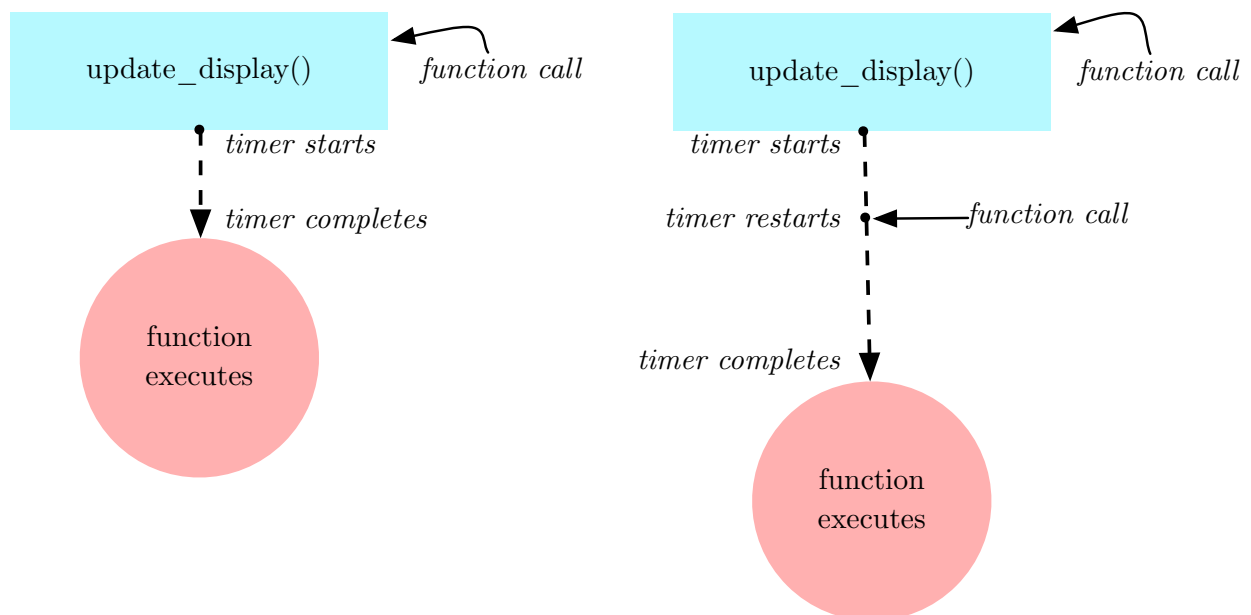 update_display()
function call
timer starts
timer completes
function
executes
update_display()
function call
timer starts
timer restarts
function call
timer completes
function
executes